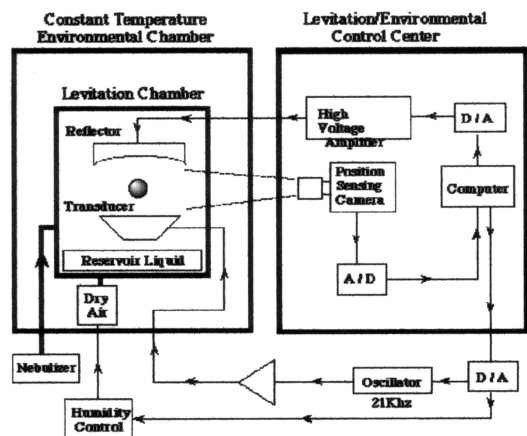 Constant Temperature
Environmental Chamber
Levitation/Environmental
Control Center
Levitation Chamber
Reflector
High
Voltage
Amplifier
D/A
Transducer
Position
Sensing
Camera
Computer
Reservoir Liquid
A/D
Dry
Air
Nebulizer
Oscillator
21Khz
D/A
Humidity
Control